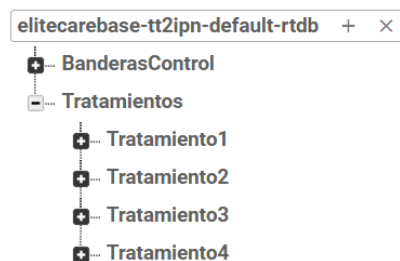 elitecarebase-tt2ipn-default-rtdb + ×
BanderasControl
Tratamientos
Tratamiento1
Tratamiento2
Tratamiento3
Tratamiento4